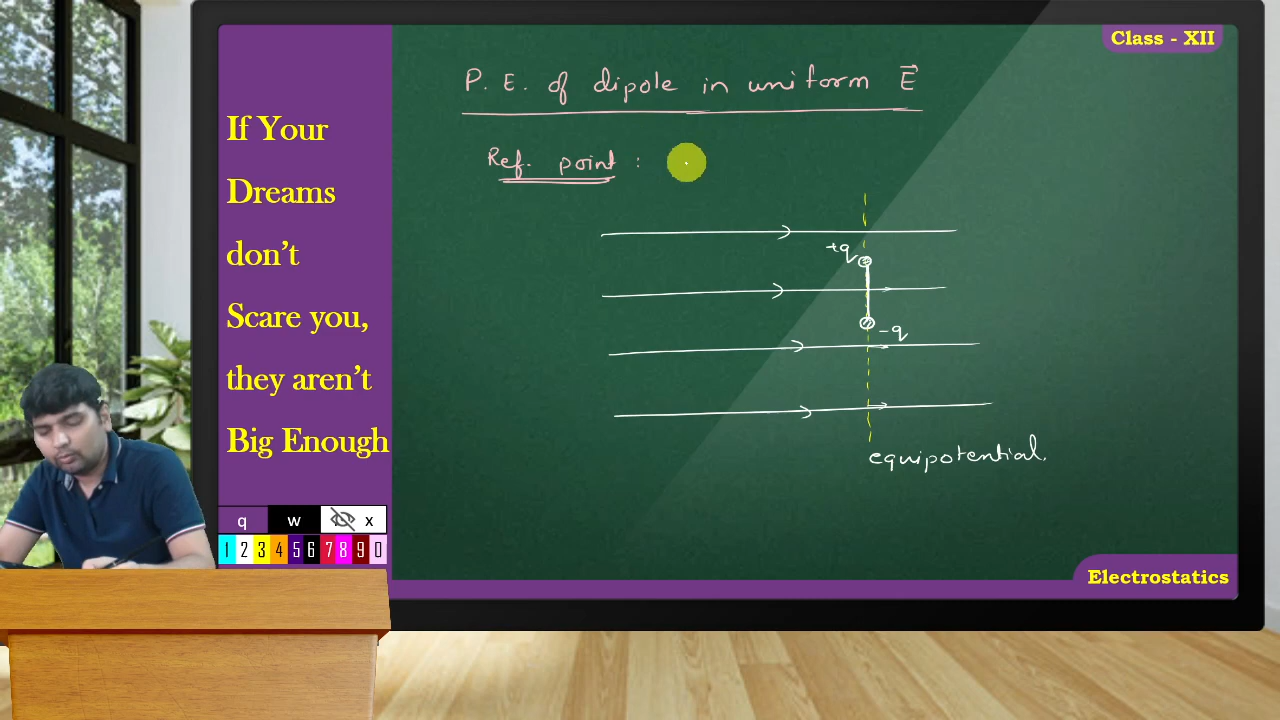 Class - XII
P. E. of dipole in uniform E⃗
If Your
Dreams
don't
Scare you,
they aren't
Big Enough
Ref. point :
+q
-q
equipotential.
q w x
1 2 3 4 5 6 7 8 9 0
Electrostatics